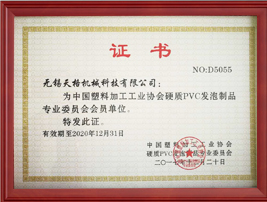 证书
NO:D5055
无锡天杨机械科技有限公司:
为中国塑料加工工业协会硬质PVC发泡制品
专业委员会会员单位。
特发此证。
有效期至2020年12月31日
中国塑料加工工业协会
硬质PVC发泡制品专业委员会
二〇一七年十二月二十日